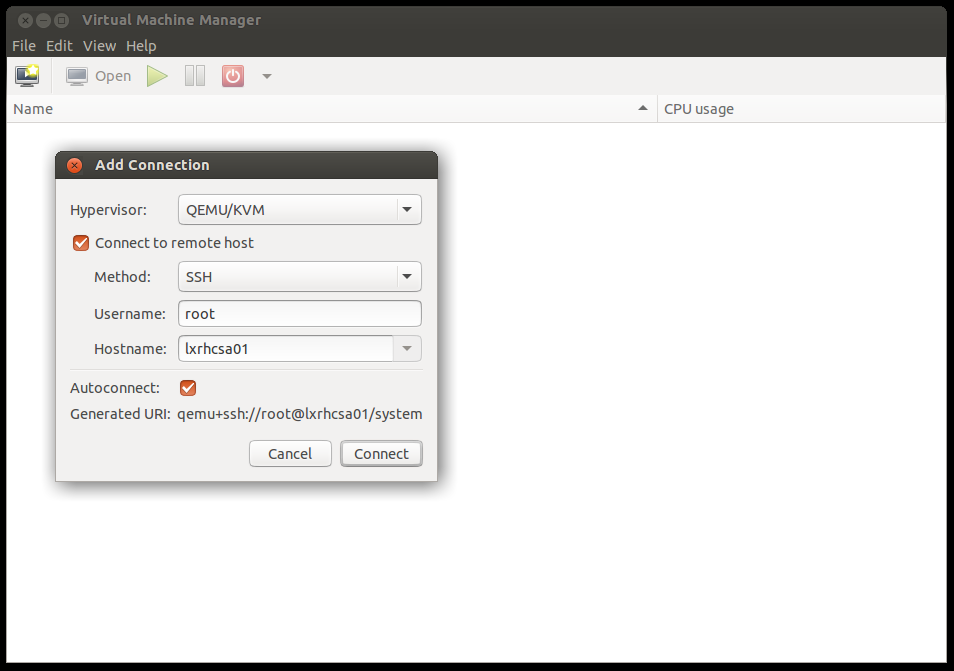 Virtual Machine Manager
File Edit View Help
Open
Name CPU usage
Add Connection
Hypervisor: QEMU/KVM
Connect to remote host
Method: SSH
Username: root
Hostname: lxrhcsa01
Autoconnect:
Generated URI: qemu+ssh://root@lxrhcsa01/system
Cancel Connect